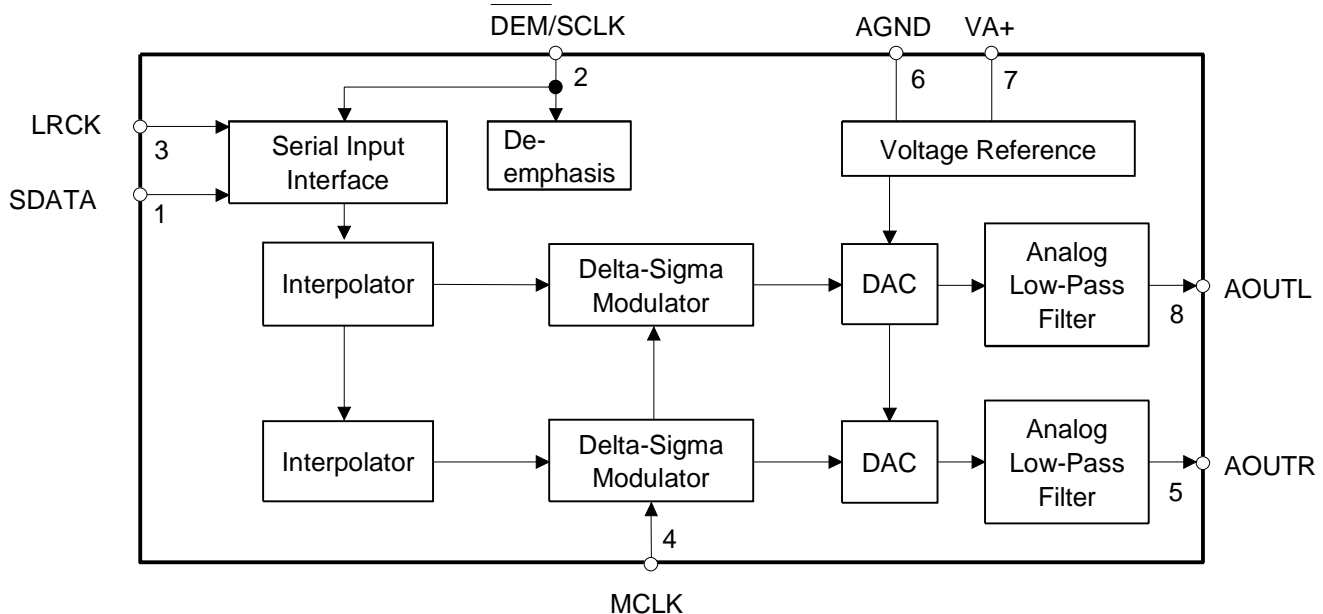 DEM/SCLK
AGND
VA+
2
6
7
LRCK
3
SDATA
1
Serial Input
Interface
De-
emphasis
Voltage Reference
Interpolator
Delta-Sigma
Modulator
DAC
Analog
Low-Pass
Filter
8
AOUTL
Interpolator
Delta-Sigma
Modulator
DAC
Analog
Low-Pass
Filter
5
AOUTR
4
MCLK